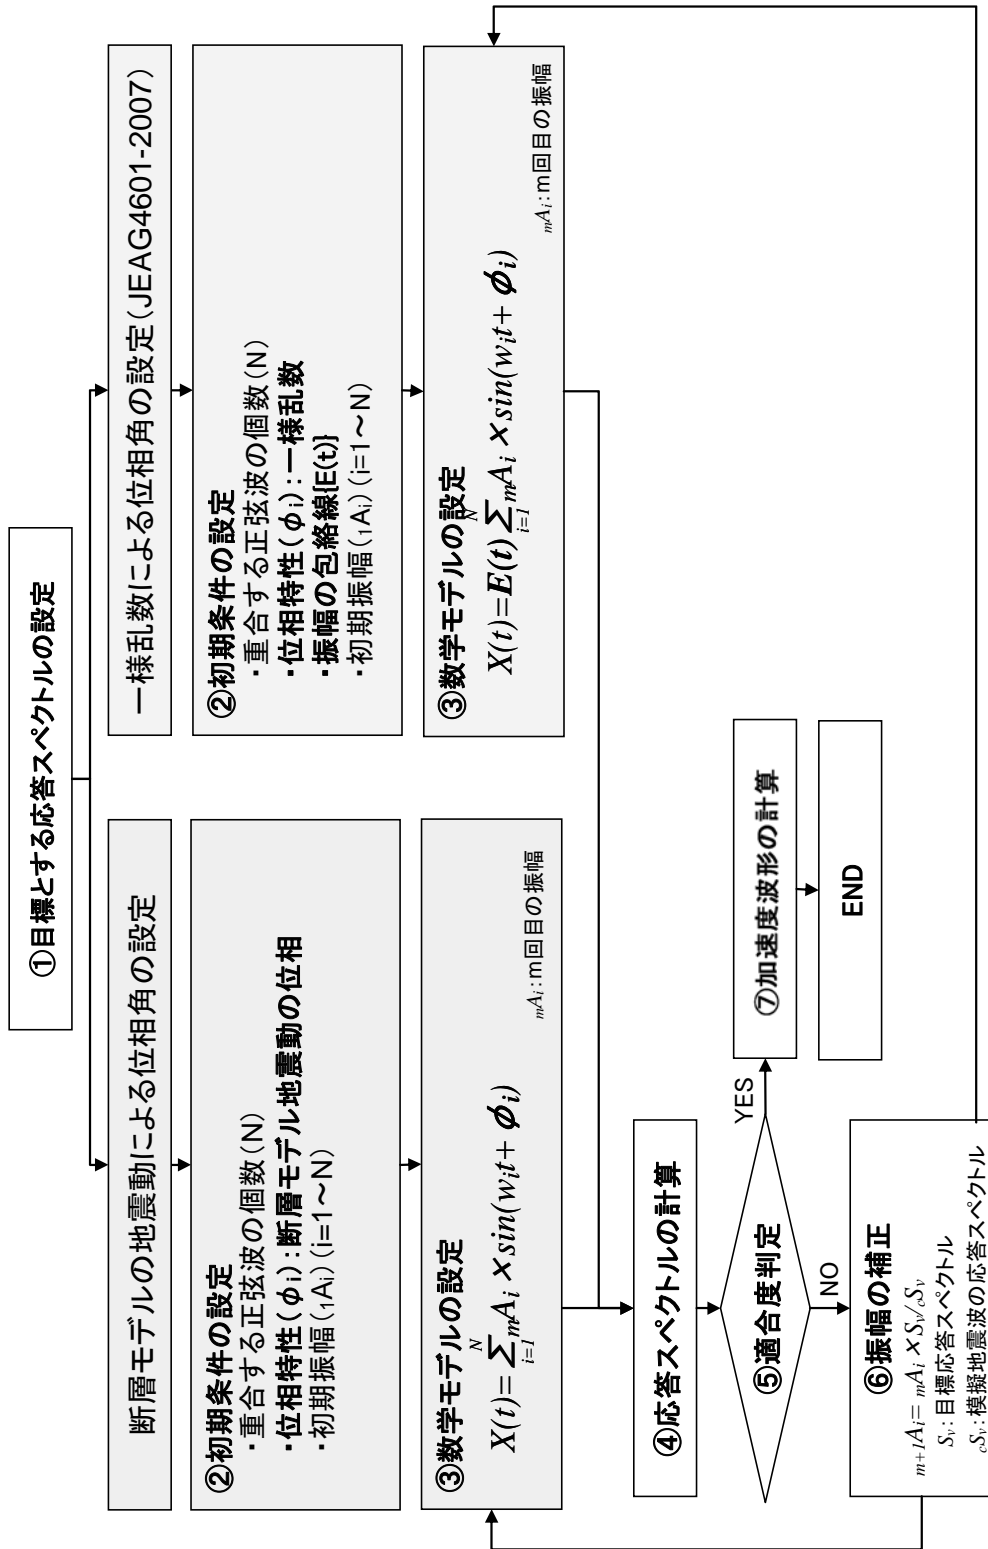 ①目標とする応答スペクトルの設定
断層モデルの地震動による位相角の設定
②初期条件の設定
・重合する正弦波の個数(N)
・位相特性(φi):断層モデル地震動の位相
・初期振幅(₁Ai)(i=1～N)
③数学モデルの設定
X(t)=∑_{i=1}^{N} mAi×sin(wit+φi)
mAi:m回目の振幅
一様乱数による位相角の設定(JEAG4601-2007)
②初期条件の設定
・重合する正弦波の個数(N)
・位相特性(φi):一様乱数
・振幅の包絡線{E(t)}
・初期振幅(₁Ai)(i=1～N)
③数学モデルの設定
X(t)=E(t)∑_{i=1}^{N} mAi×sin(wit+φi)
mAi:m回目の振幅
④応答スペクトルの計算
⑤適合度判定
YES
NO
⑥振幅の補正
m+1Ai=mAi×Sv/cSv
Sv:目標応答スペクトル
cSv:模擬地震波の応答スペクトル
⑦加速度波形の計算
END